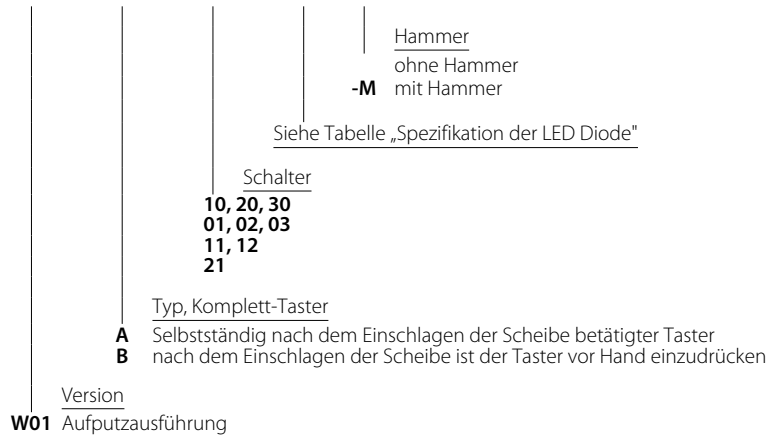 Hammer
ohne Hammer
-M mit Hammer
Siehe Tabelle „Spezifikation der LED Diode"
Schalter
10, 20, 30
01, 02, 03
11, 12
21
Typ, Komplett-Taster
A Selbstständig nach dem Einschlagen der Scheibe betätigter Taster
B nach dem Einschlagen der Scheibe ist der Taster vor Hand einzudrücken
Version
W01 Aufputzausführung